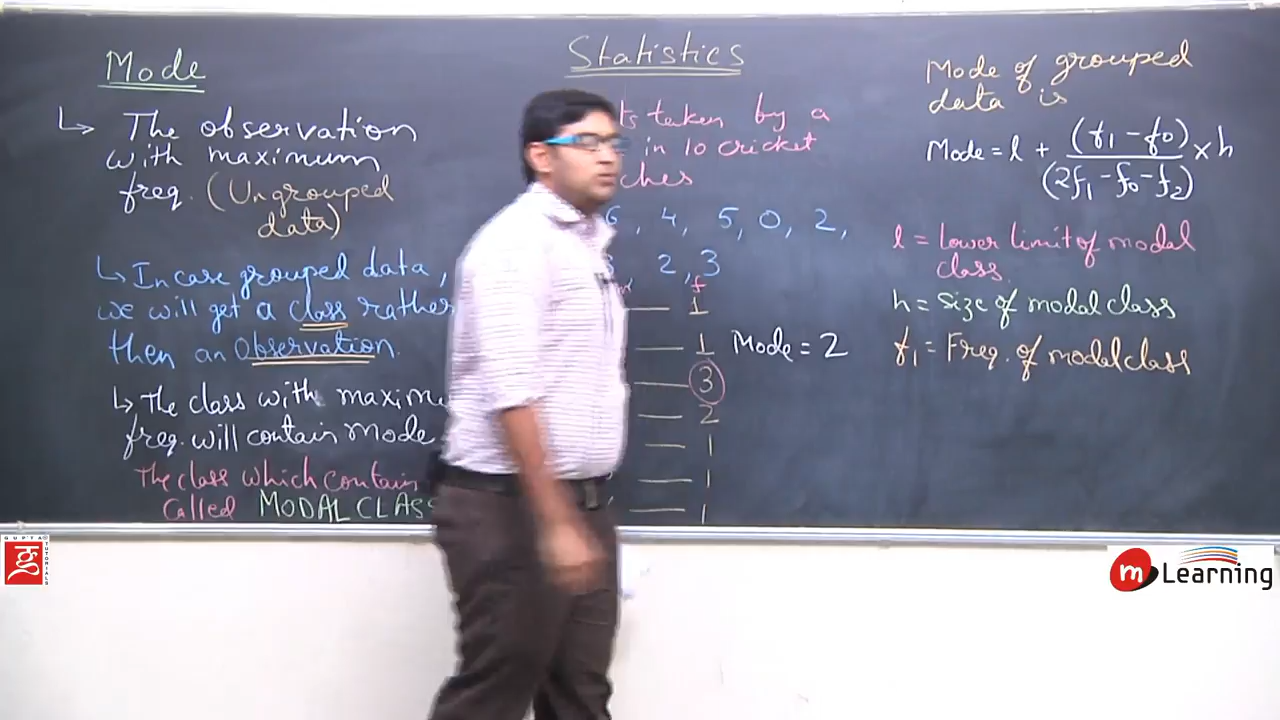 Mode
↳ The observation
with maximum
freq. (Ungrouped
data)
↳ In case grouped data,
we will get a class rather
then an Observation.
↳ The class with
freq. will contain Mode
The class which contain
called MODAL CLASS
Statistics
ts taken by a
in 10 cricket
ches
6, 4, 5, 0, 2,
, 2, 3
f
1
1 Mode = 2
3
2
1
1
1
Mode of grouped
data is
Mode = l + (f1 - f0) / (2f1 - f0 - f2) × h
l = Lower limit of modal
class.
h = size of modal class
f1 = Freq. of modal class
GUPTA TUTORIALS
m Learning